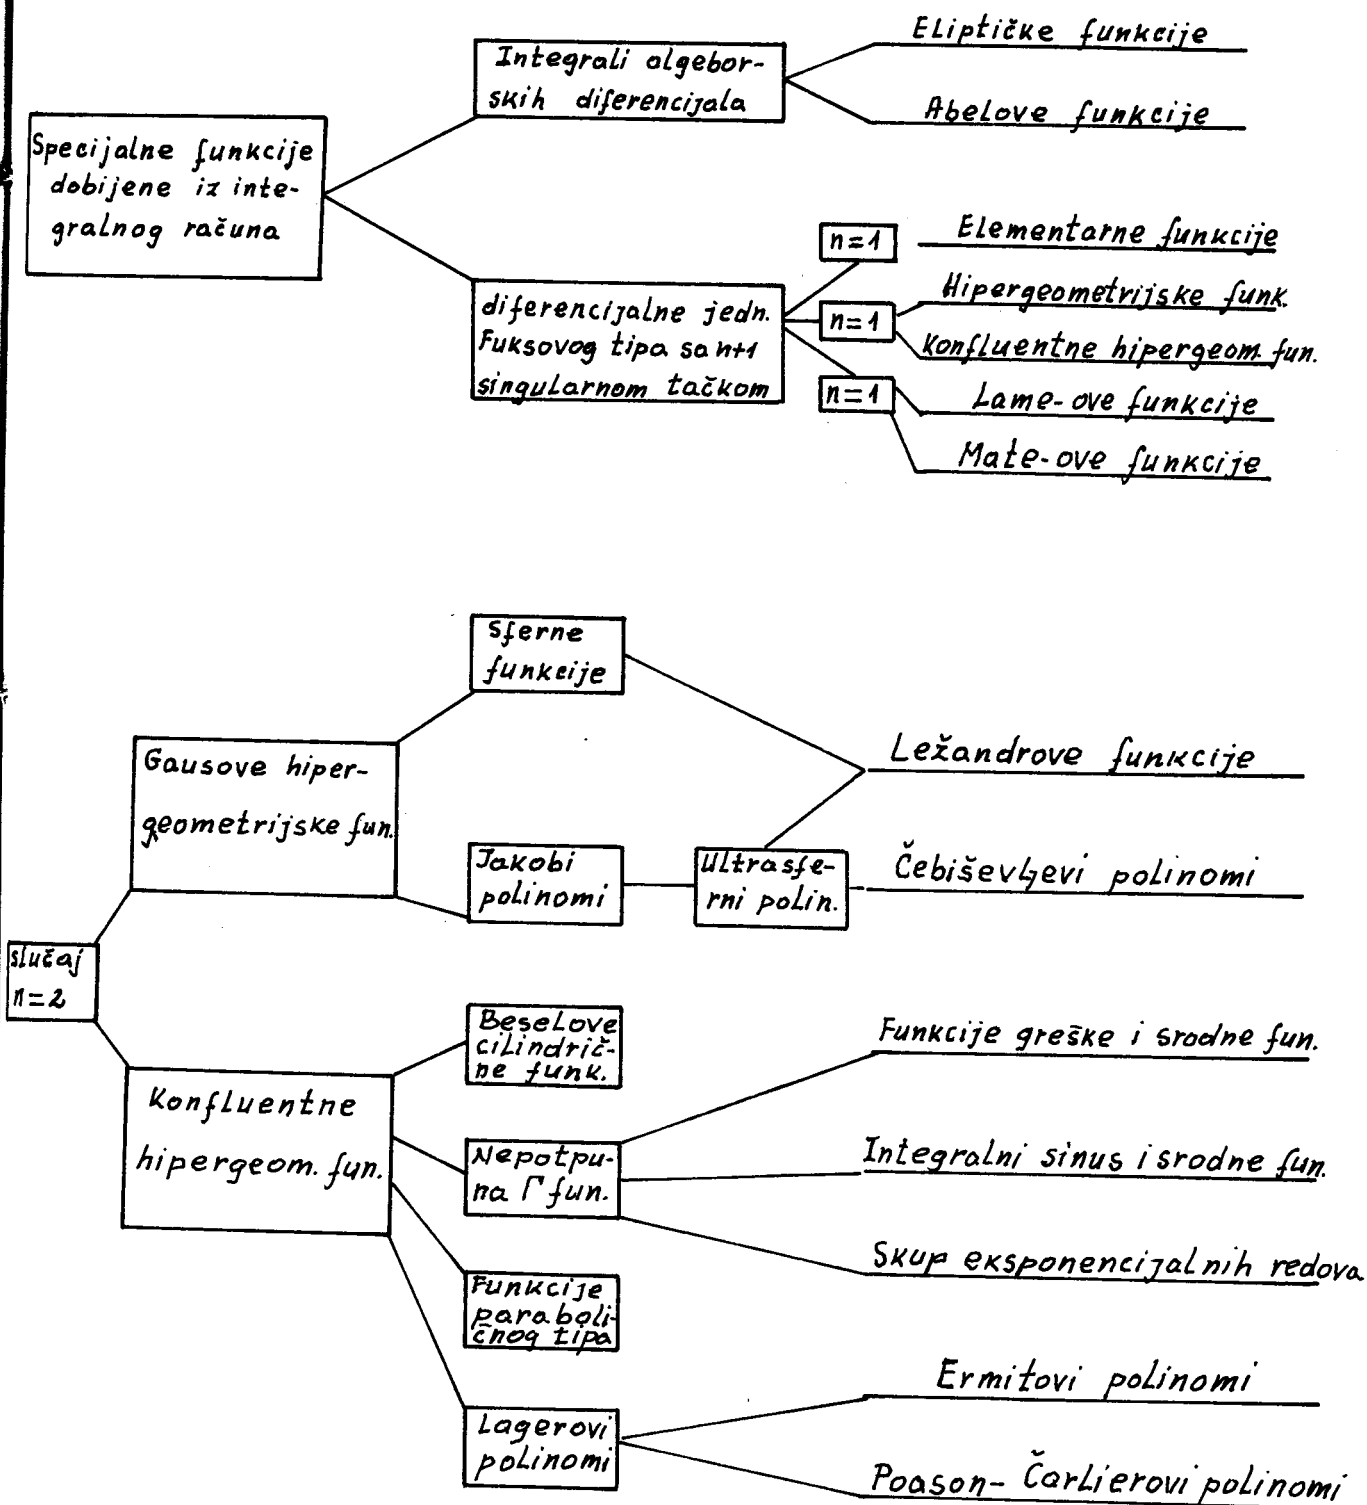 Eliptičke funkcije
Integrali algebor-
skih diferencijala
Abelove funkcije
Specijalne funkcije
dobijene iz inte-
gralnog računa
n=1
Elementarne funkcije
diferencijalne jedn.
Fuksovog tipa sa n+1
singularnom tačkom
n=1
Hipergeometrijske funk.
Konfluentne hipergeom. fun.
n=1
Lame-ove funkcije
Mate-ove funkcije
Sferne
funkcije
Gausove hiper-
geometrijske fun.
Ležandrove funkcije
Jakobi
polinomi
Ultrasfe-
rni polin.
Čebiševljevi polinomi
slučaj
n=2
Beselove
cilindrič-
ne funk.
Funkcije greške i srodne fun.
Konfluentne
hipergeom. fun.
Nepotpu-
na Γ fun.
Integralni sinus i srodne fun.
Skup eksponencijalnih redova
Funkcije
paraboli-
čnog tipa
Ermitovi polinomi
Lagerovi
polinomi
Poason-Čarlierovi polinomi